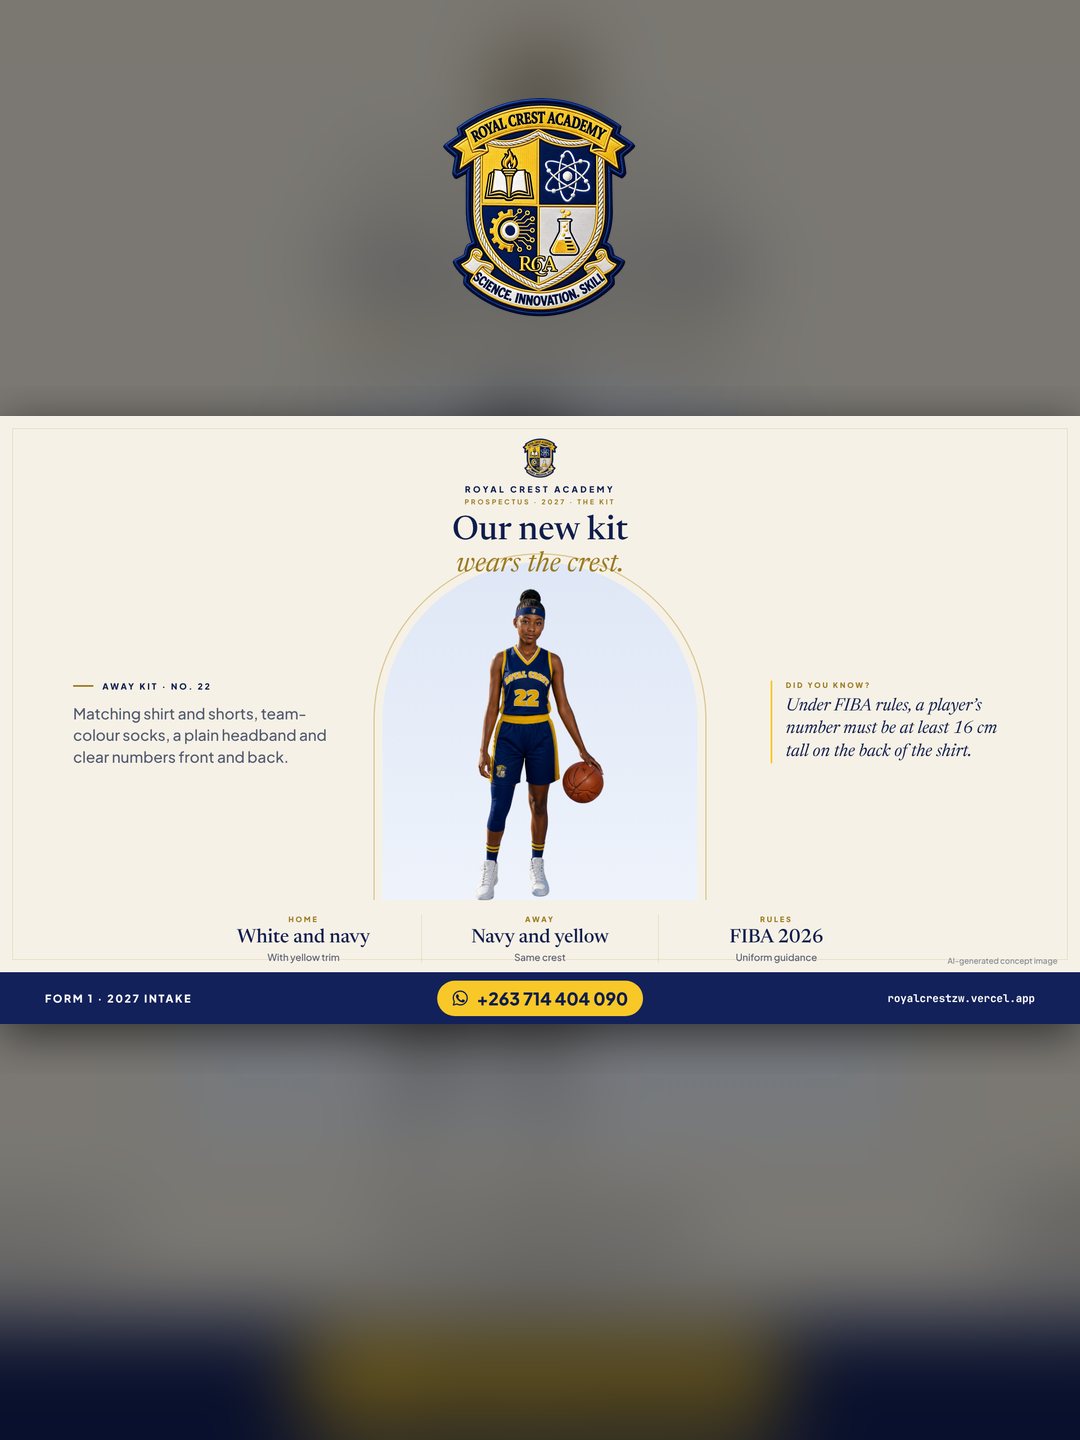 ROYAL CREST ACADEMY
RCA
SCIENCE. INNOVATION. SKILL
ROYAL CREST ACADEMY
PROSPECTUS · 2027 · THE KIT
Our new kit
wears the crest.
ROYAL CREST
22
AWAY KIT · NO. 22
Matching shirt and shorts, team-
colour socks, a plain headband and
clear numbers front and back.
DID YOU KNOW?
Under FIBA rules, a player's
number must be at least 16 cm
tall on the back of the shirt.
HOME
White and navy
With yellow trim
AWAY
Navy and yellow
Same crest
RULES
FIBA 2026
Uniform guidance
AI-generated concept image
FORM 1 · 2027 INTAKE
+263 714 404 090
royalcrestzw.vercel.app